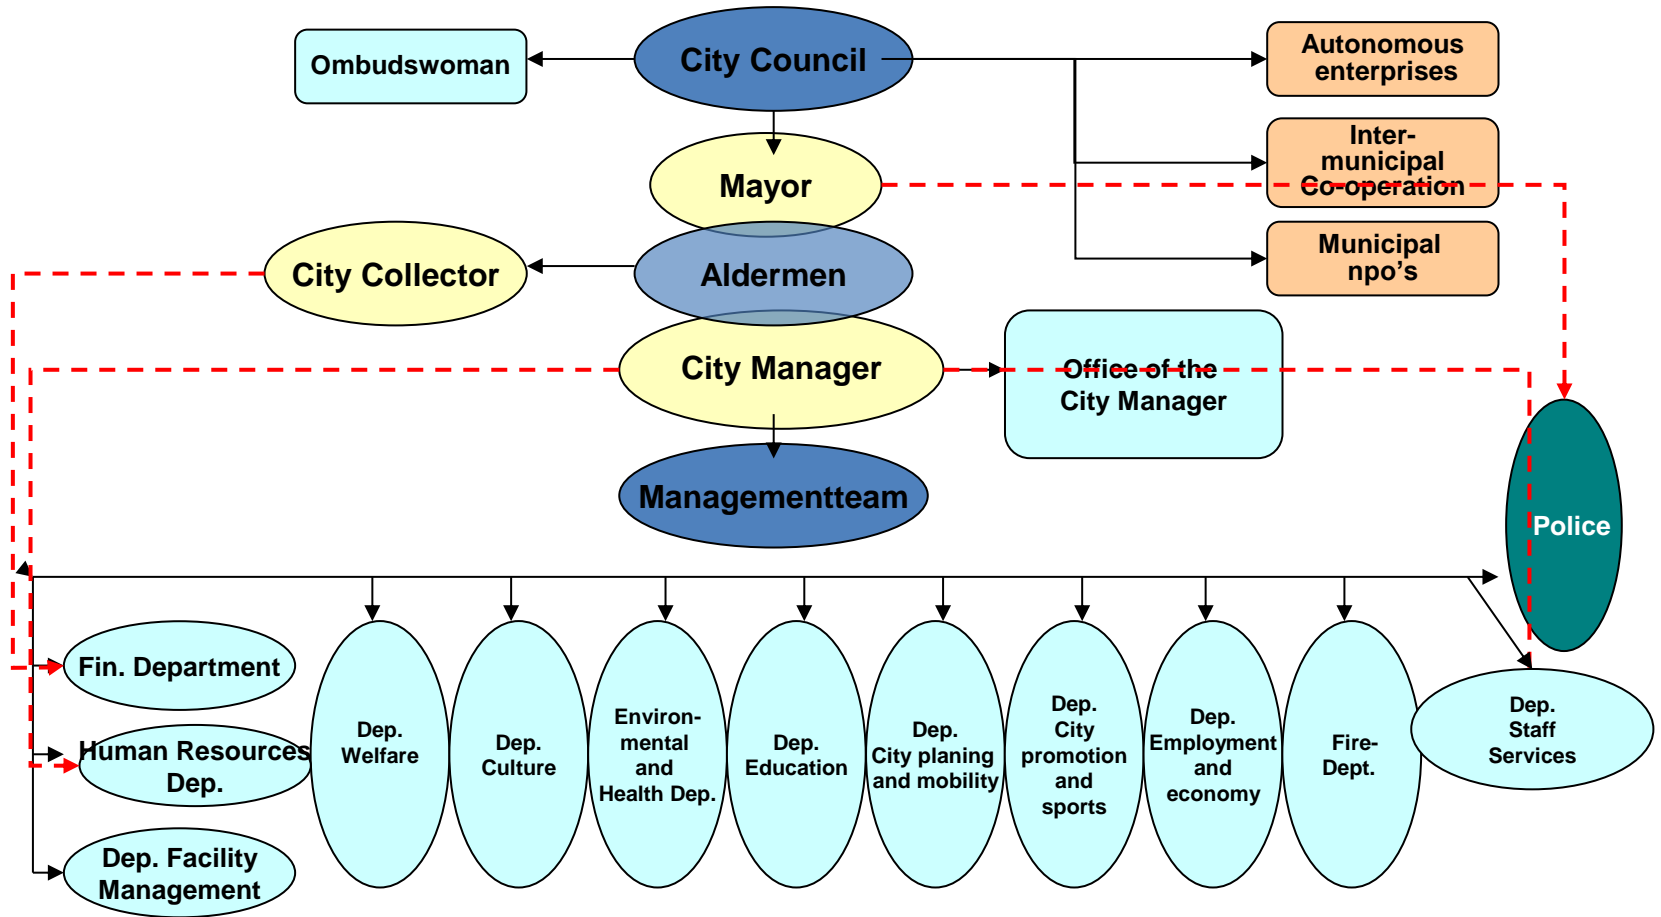 Ombudswoman
City Council
Autonomous
enterprises
Inter-
municipal
Co-operation
Mayor
Municipal
npo’s
City Collector
Aldermen
City Manager
Office of the
City Manager
Managementteam
Police
Fin. Department
Human Resources
Dep.
Dep. Facility
Management
Dep.
Welfare
Dep.
Culture
Environ-
mental
and
Health Dep.
Dep.
Education
Dep.
City planing
and mobility
Dep.
City
promotion
and
sports
Dep.
Employment
and
economy
Fire-
Dept.
Dep.
Staff
Services